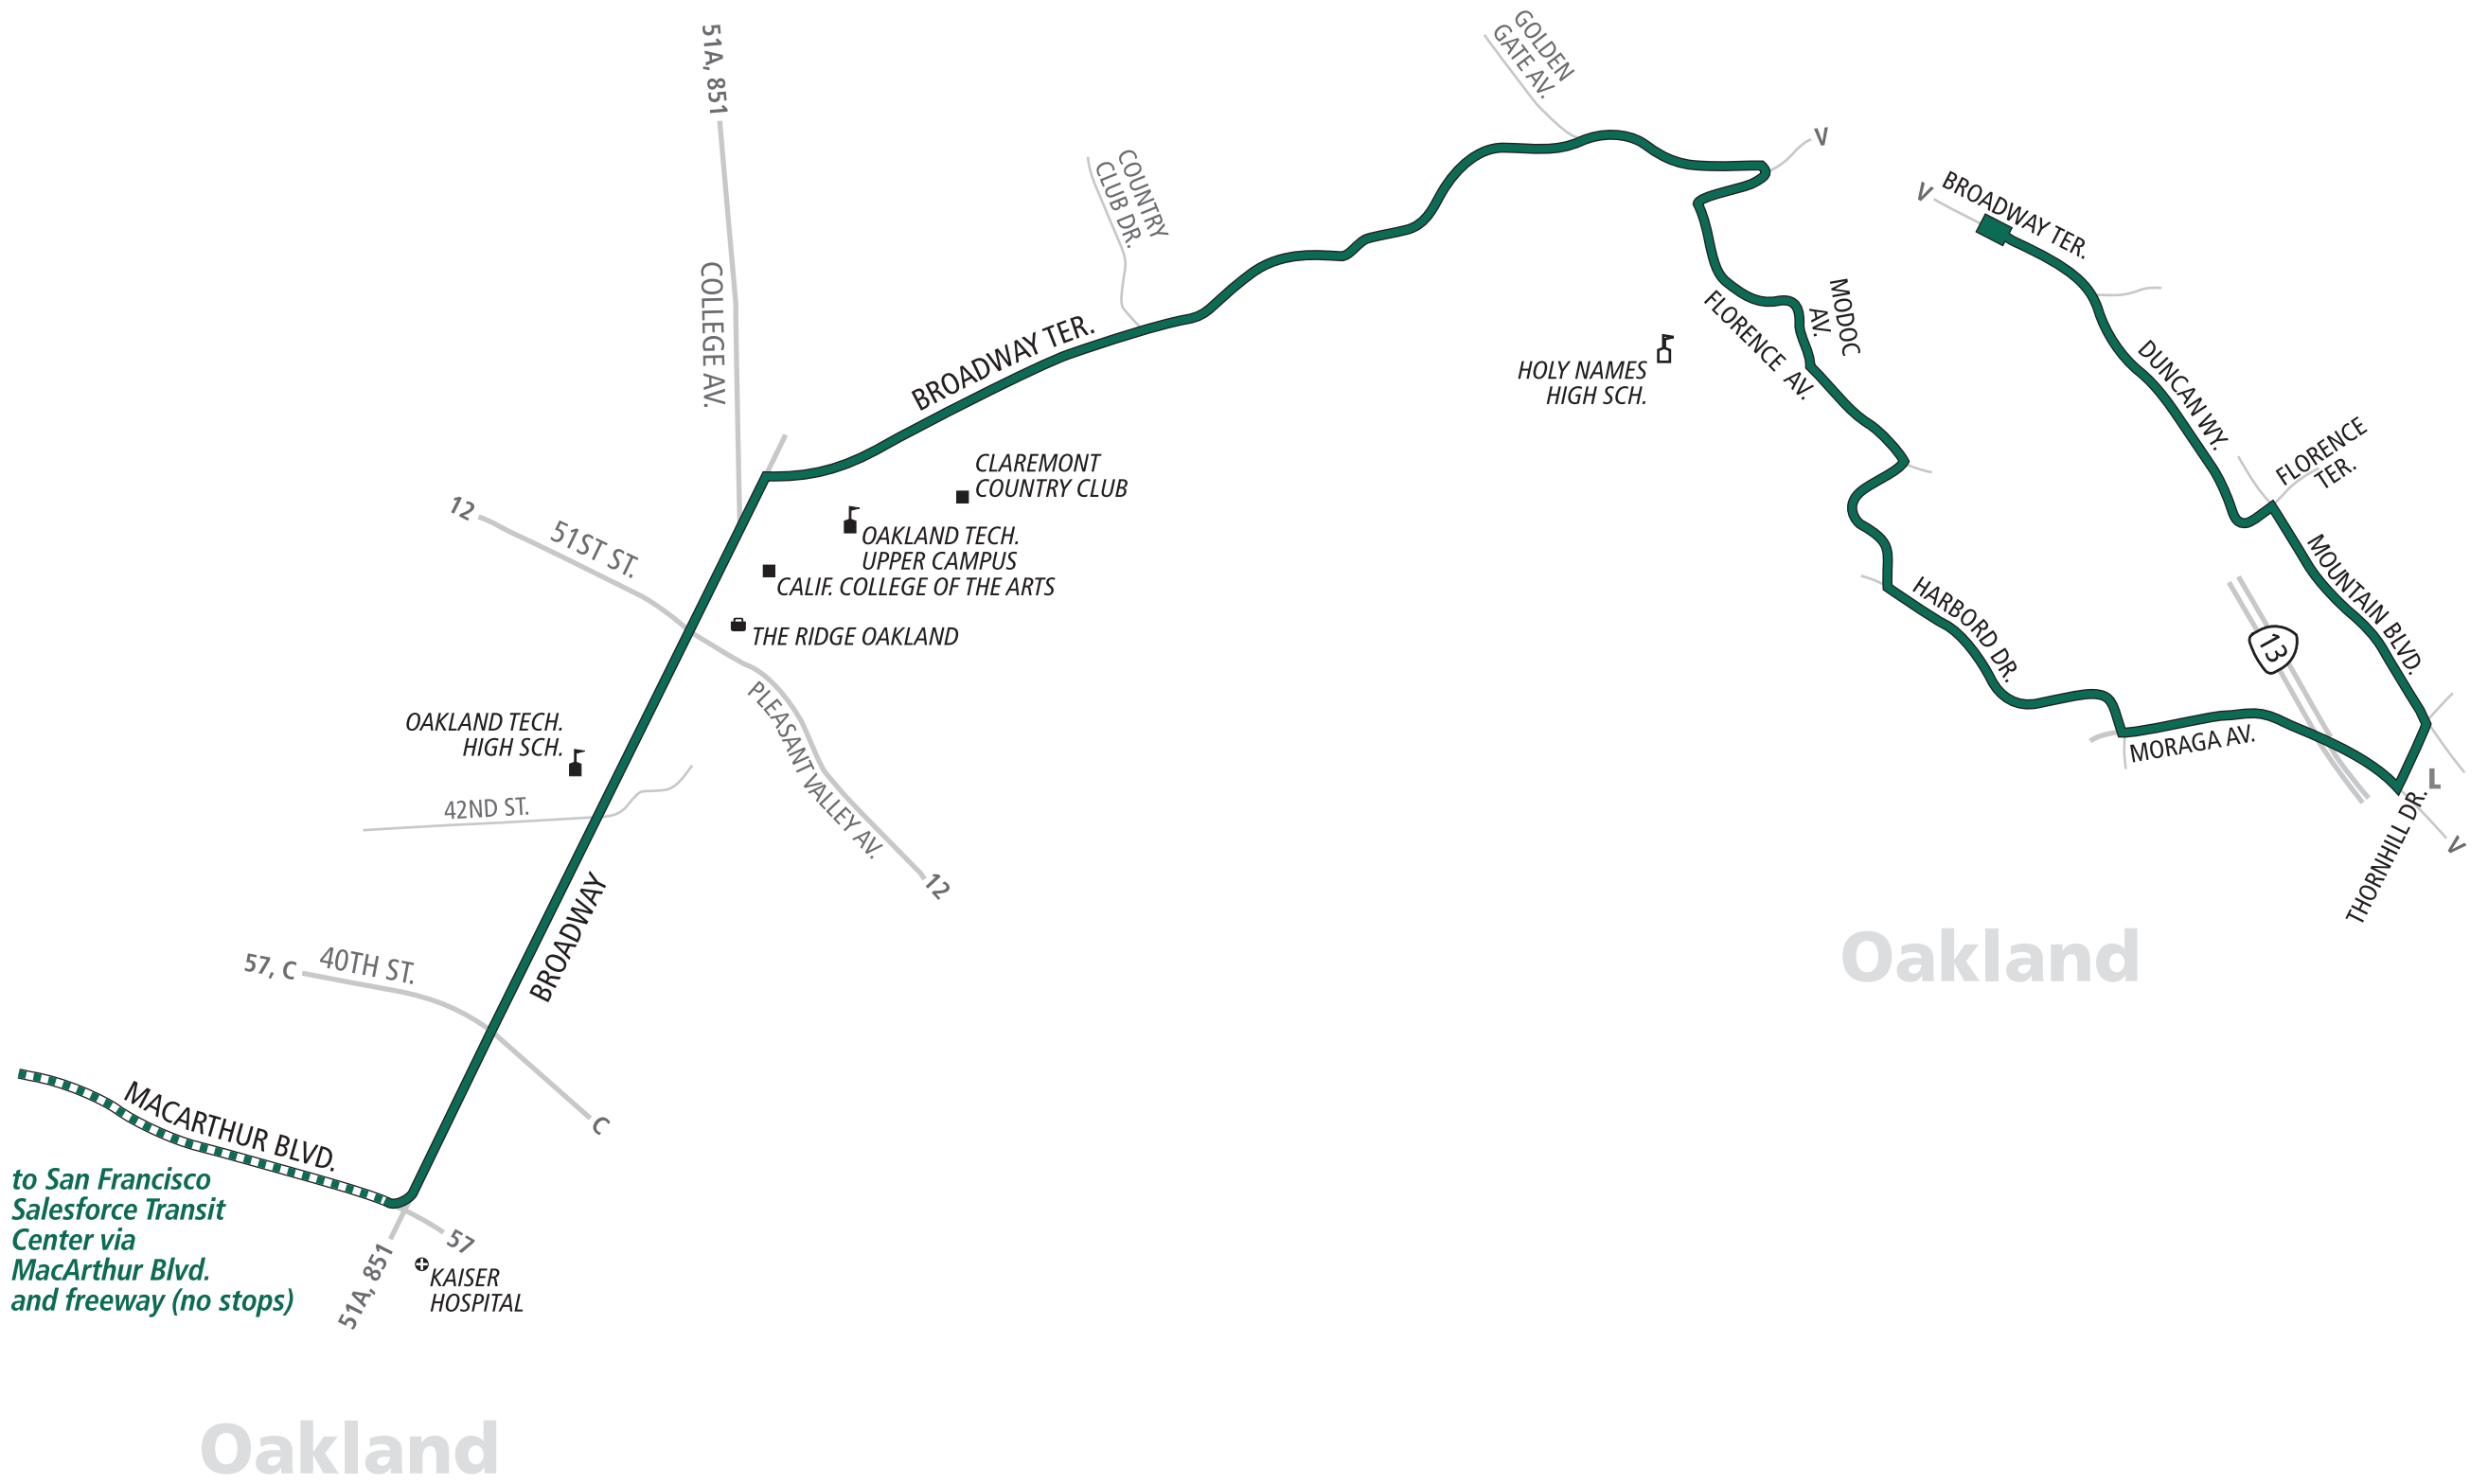 GOLDEN
GATE AV.
51A, 851
V
COUNTRY
CLUB DR.
V
BROADWAY TER.
COLLEGE AV.
MODOC
AV.
FLORENCE AV.
BROADWAY TER.
HOLY NAMES
HIGH SCH.
DUNCAN WY.
FLORENCE
TER.
CLAREMONT
COUNTRY CLUB
12
51ST ST.
OAKLAND TECH.
UPPER CAMPUS
CALIF. COLLEGE OF THE ARTS
THE RIDGE OAKLAND
HARBORD DR.
MOUNTAIN BLVD.
13
PLEASANT VALLEY AV.
OAKLAND TECH.
HIGH SCH.
MORAGA AV.
L
42ND ST.
THORNHILL DR.
V
12
BROADWAY
Oakland
57, C
40TH ST.
C
MACARTHUR BLVD.
to San Francisco
Salesforce Transit
Center via
MacArthur Blvd.
and freeway (no stops)
57
51A, 851
KAISER
HOSPITAL
Oakland